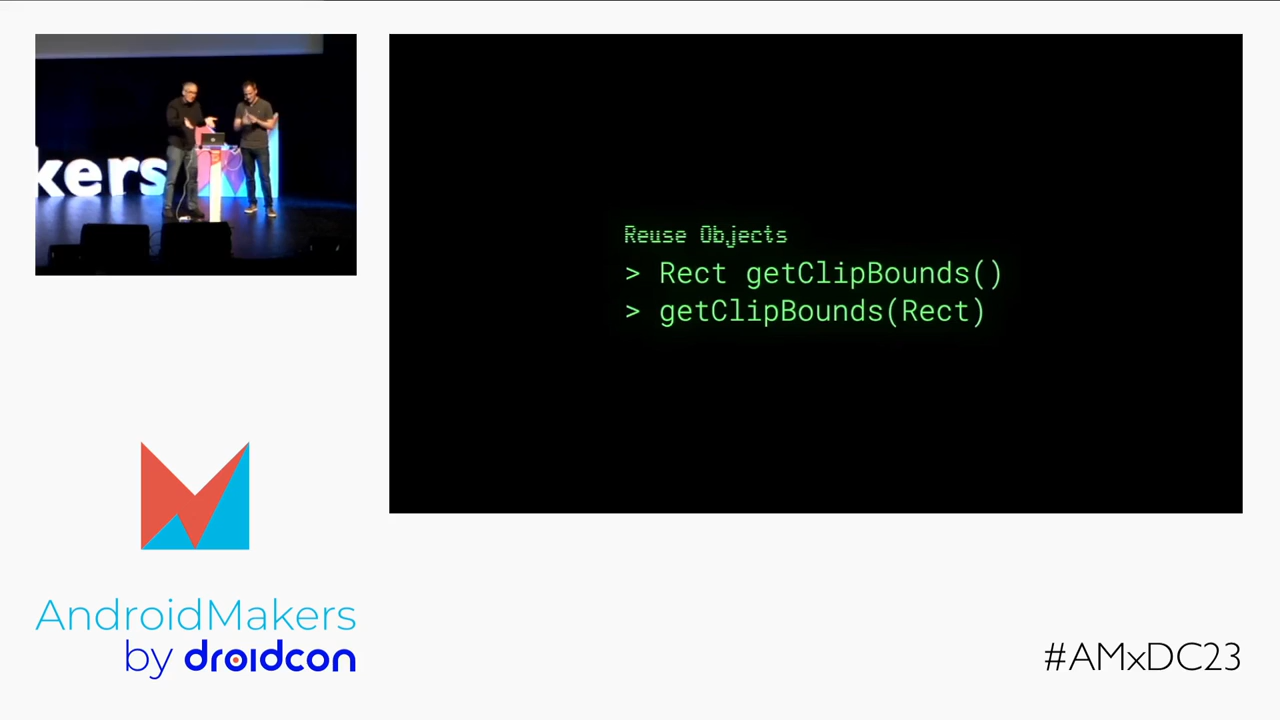 kers
Reuse Objects
> Rect getClipBounds()
> getClipBounds(Rect)
AndroidMakers
by droidcon
#AMxDC23